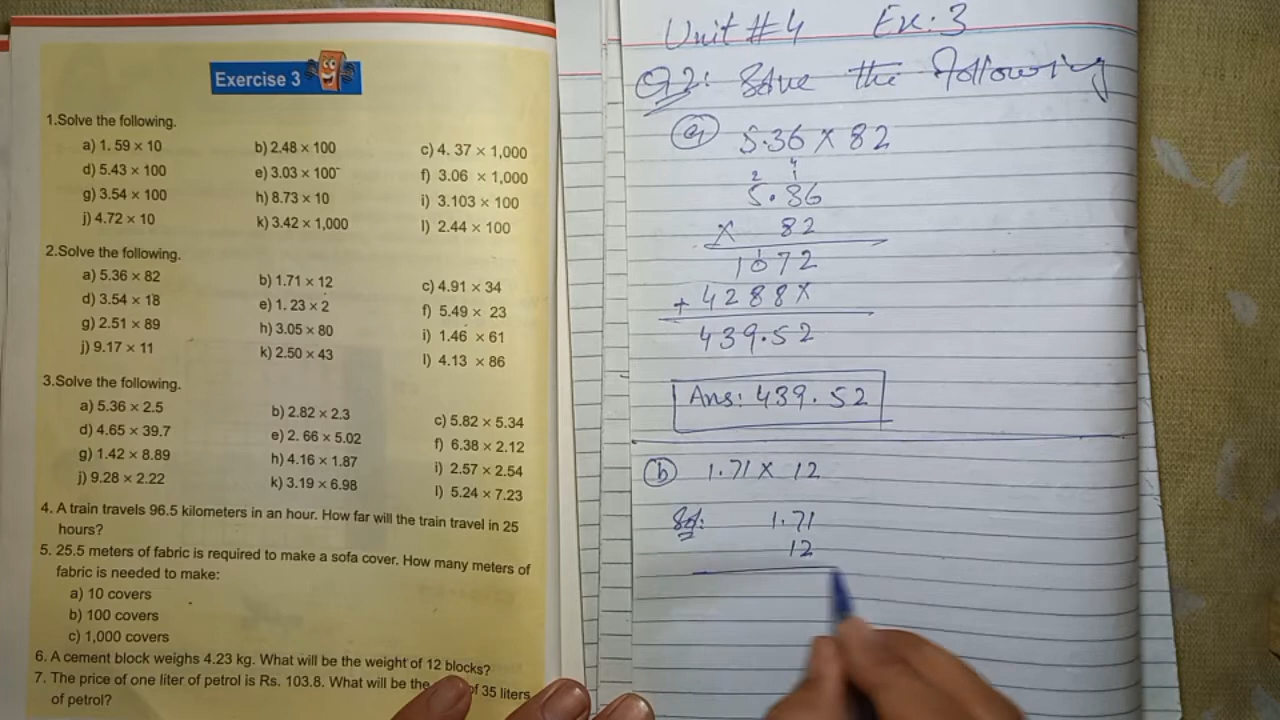 Exercise 3
1.Solve the following.
a) 1. 59 × 10 b) 2.48 × 100 c) 4. 37 × 1,000
d) 5.43 × 100 e) 3.03 × 100 f) 3.06 × 1,000
g) 3.54 × 100 h) 8.73 × 10 i) 3.103 × 100
j) 4.72 × 10 k) 3.42 × 1,000 l) 2.44 × 100
2.Solve the following.
a) 5.36 × 82 b) 1.71 × 12 c) 4.91 × 34
d) 3.54 × 18 e) 1. 23 × 2 f) 5.49 × 23
g) 2.51 × 89 h) 3.05 × 80 i) 1.46 × 61
j) 9.17 × 11 k) 2.50 × 43 l) 4.13 × 86
3.Solve the following.
a) 5.36 × 2.5 b) 2.82 × 2.3 c) 5.82 × 5.34
d) 4.65 × 39.7 e) 2. 66 × 5.02 f) 6.38 × 2.12
g) 1.42 × 8.89 h) 4.16 × 1.87 i) 2.57 × 2.54
j) 9.28 × 2.22 k) 3.19 × 6.98 l) 5.24 × 7.23
4. A train travels 96.5 kilometers in an hour. How far will the train travel in 25
hours?
5. 25.5 meters of fabric is required to make a sofa cover. How many meters of
fabric is needed to make:
a) 10 covers
b) 100 covers
c) 1,000 covers
6. A cement block weighs 4.23 kg. What will be the weight of 12 blocks?
7. The price of one liter of petrol is Rs. 103.8. What will be the of 35 liters
of petrol?
Unit # 4 Ex: 3
Q2: Solve the following
(a) 5.36 × 82
2 4
1
5.36
× 82
1
1072
+ 4288×
439.52
Ans: 439.52
(b) 1.71 × 12
Sol: 1.71
12